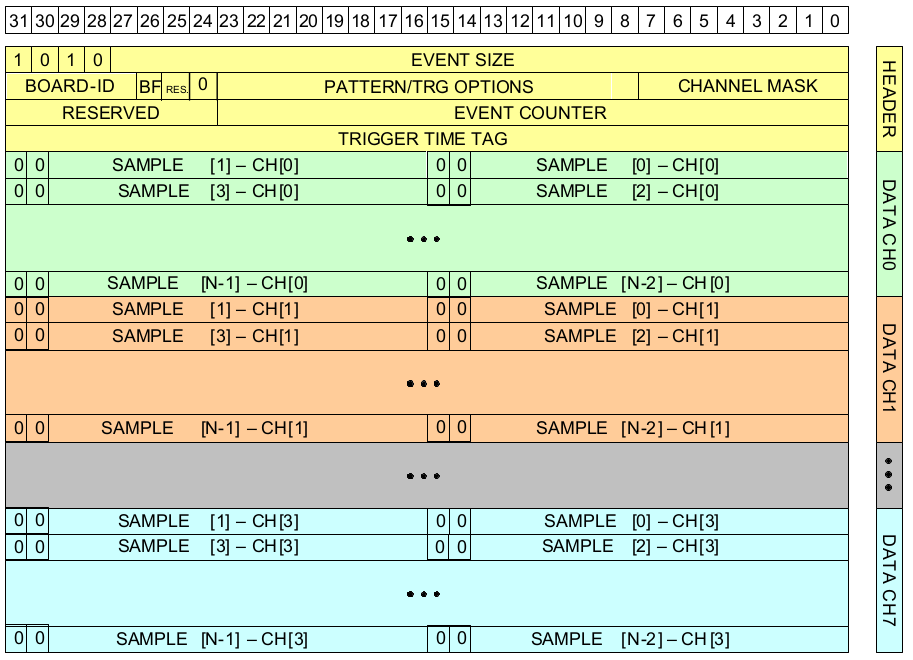 31 30 29 28 27 26 25 24 23 22 21 20 19 18 17 16 15 14 13 12 11 10 9 8 7 6 5 4 3 2 1 0
1 0 1 0 EVENT SIZE
BOARD-ID BF RES. 0 PATTERN/TRG OPTIONS CHANNEL MASK
RESERVED EVENT COUNTER
TRIGGER TIME TAG
HEADER
0 0 SAMPLE [1] – CH[0] 0 0 SAMPLE [0] – CH[0]
0 0 SAMPLE [3] – CH[0] 0 0 SAMPLE [2] – CH[0]
•••
0 0 SAMPLE [N-1] – CH[0] 0 0 SAMPLE [N-2] – CH[0]
DATA CH0
0 0 SAMPLE [1] – CH[1] 0 0 SAMPLE [0] – CH[1]
0 0 SAMPLE [3] – CH[1] 0 0 SAMPLE [2] – CH[1]
•••
0 0 SAMPLE [N-1] – CH[1] 0 0 SAMPLE [N-2] – CH[1]
DATA CH1
•••
•••
0 0 SAMPLE [1] – CH[3] 0 0 SAMPLE [0] – CH[3]
0 0 SAMPLE [3] – CH[3] 0 0 SAMPLE [2] – CH[3]
•••
0 0 SAMPLE [N-1] – CH[3] 0 0 SAMPLE [N-2] – CH[3]
DATA CH7